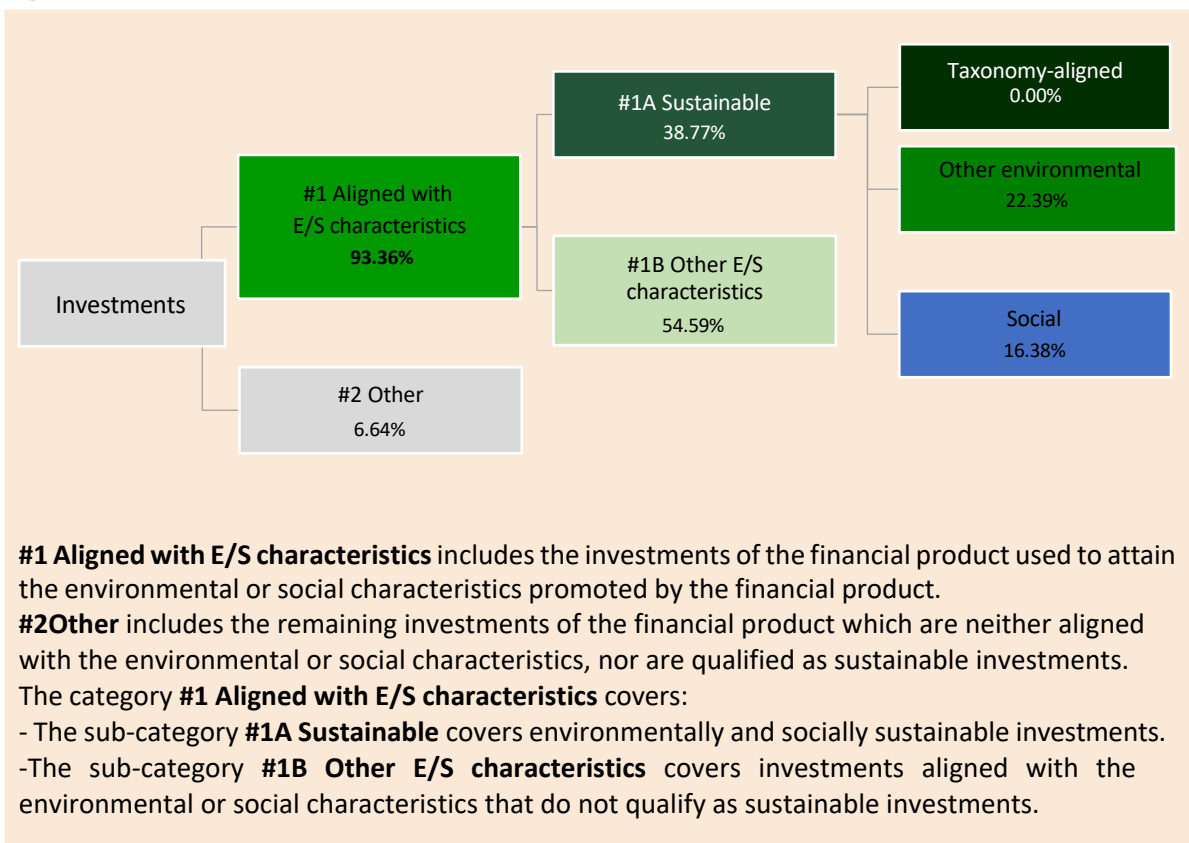 Investments
#1 Aligned with
E/S characteristics
93.36%
#2 Other
6.64%
#1A Sustainable
38.77%
#1B Other E/S
characteristics
54.59%
Taxonomy-aligned
0.00%
Other environmental
22.39%
Social
16.38%
#1 Aligned with E/S characteristics includes the investments of the financial product used to attain
the environmental or social characteristics promoted by the financial product.
#2Other includes the remaining investments of the financial product which are neither aligned
with the environmental or social characteristics, nor are qualified as sustainable investments.
The category #1 Aligned with E/S characteristics covers:
- The sub-category #1A Sustainable covers environmentally and socially sustainable investments.
-The sub-category #1B Other E/S characteristics covers investments aligned with the
environmental or social characteristics that do not qualify as sustainable investments.